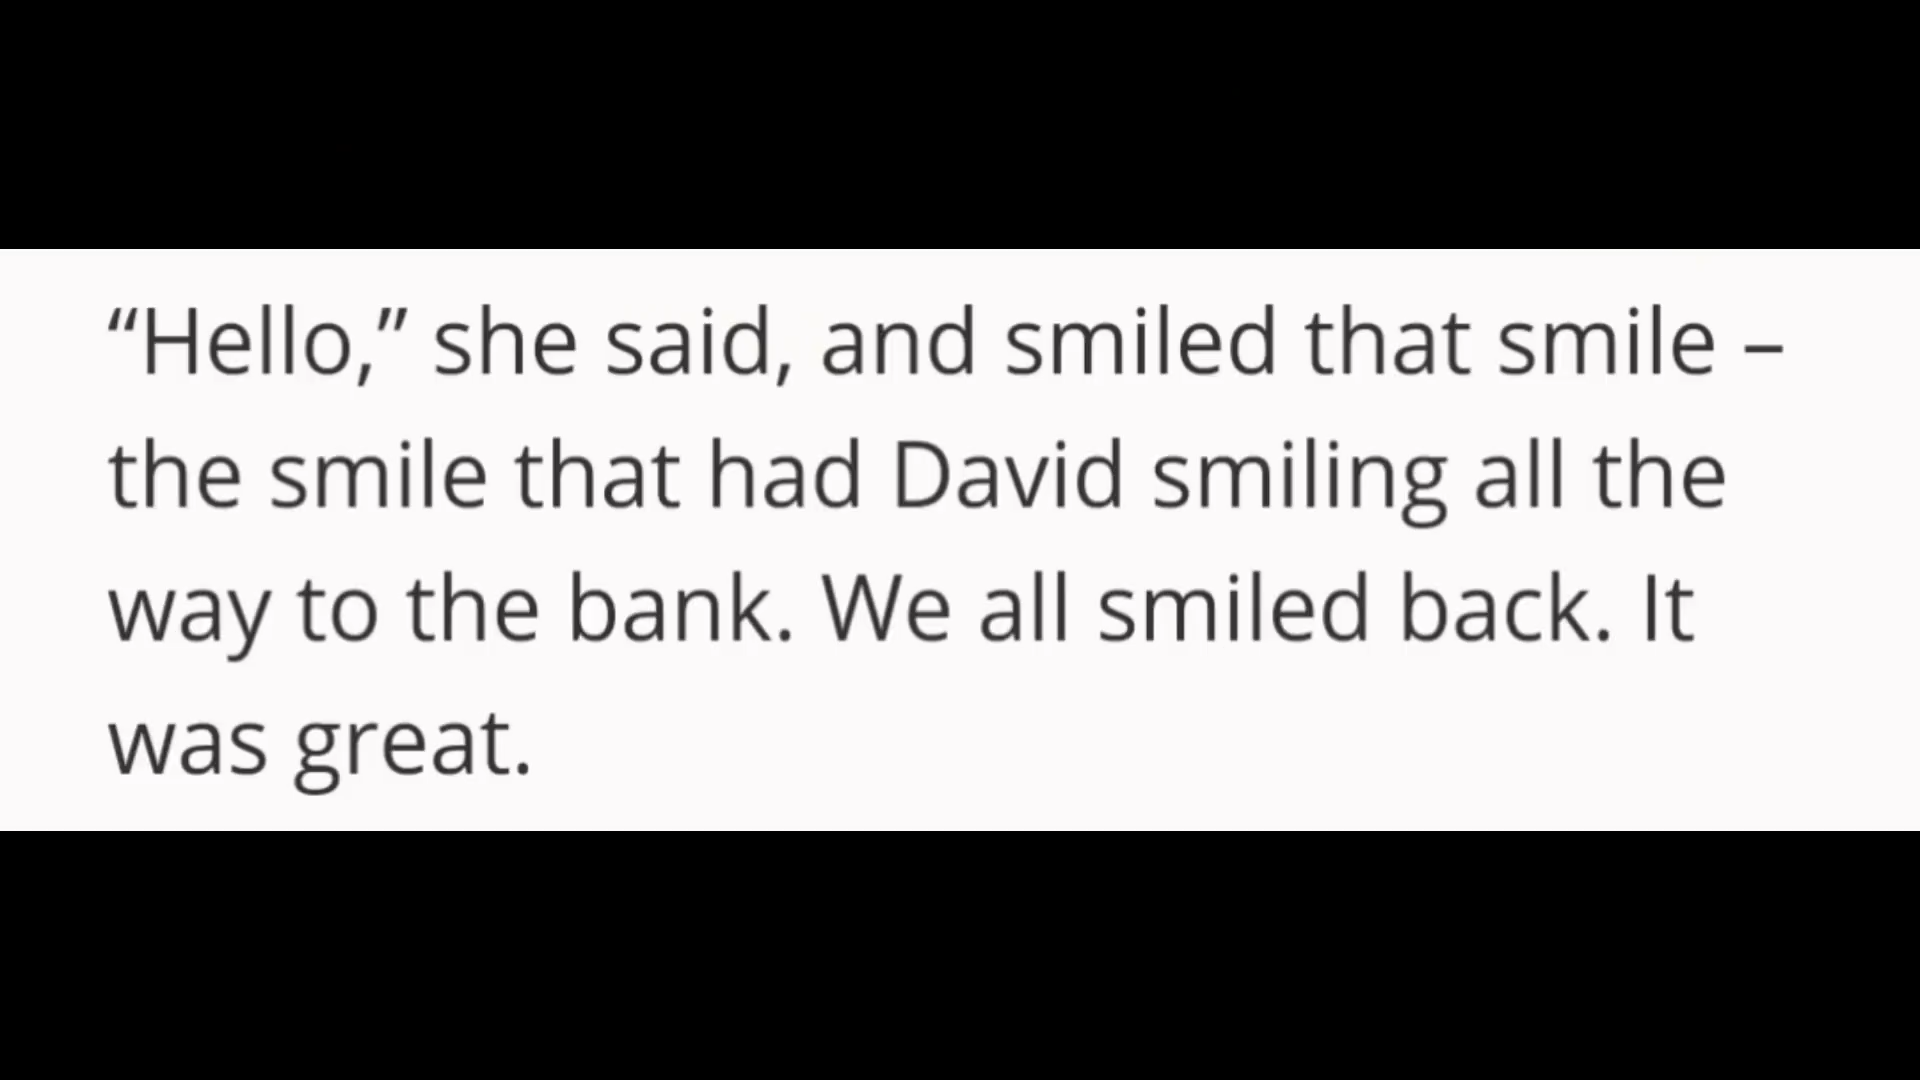 “Hello,” she said, and smiled that smile –
the smile that had David smiling all the
way to the bank. We all smiled back. It
was great.